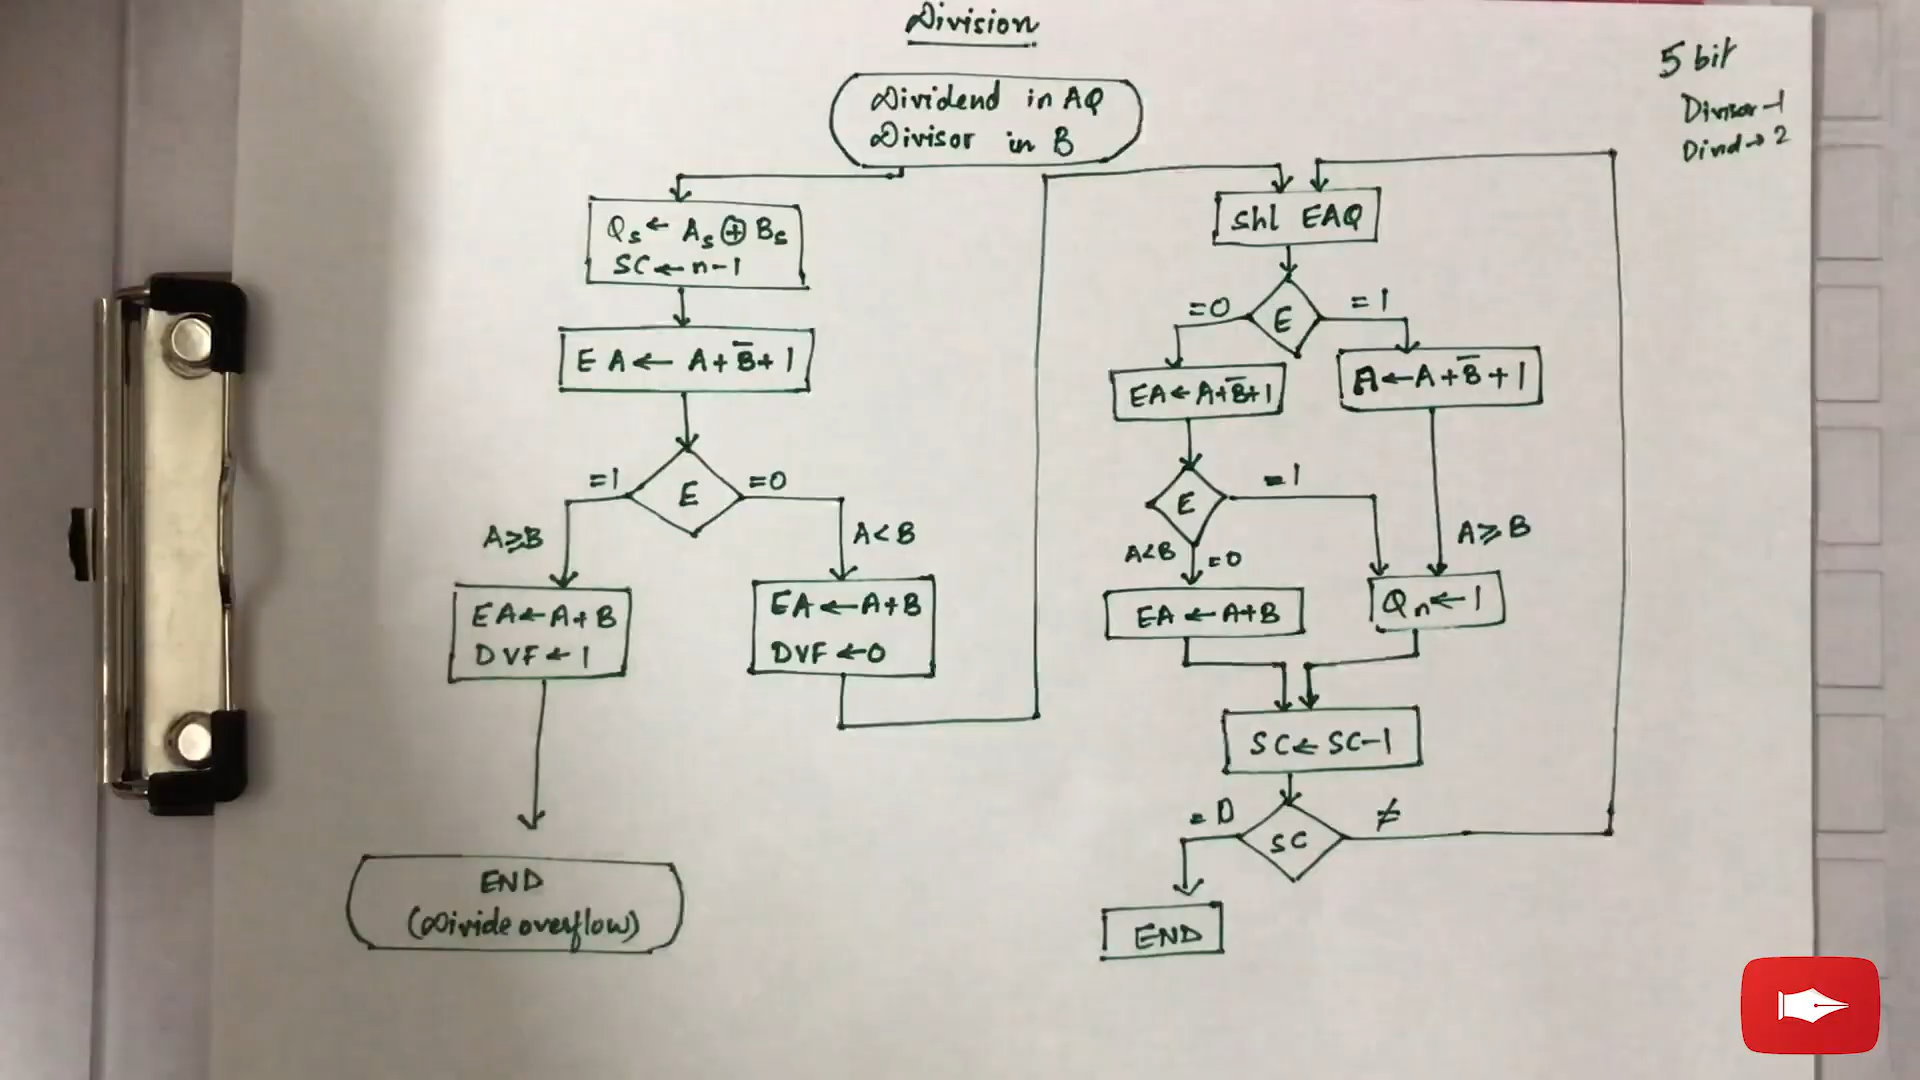 Division
5 bit
Divisor-1
Divid→2
Dividend in AQ
Divisor in B
Qs ← As ⊕ Bs
SC ← n-1
EA ← A+B̅+1
E
=1
=0
A≥B
A<B
EA←A+B
DVF←1
EA←A+B
DVF←0
END
(Divide overflow)
shl EAQ
E
=0
=1
EA←A+B̅+1
A←A+B̅+1
E
=1
A<B
=0
A≥B
EA←A+B
Qn←1
SC←SC-1
SC
=0
≠
END